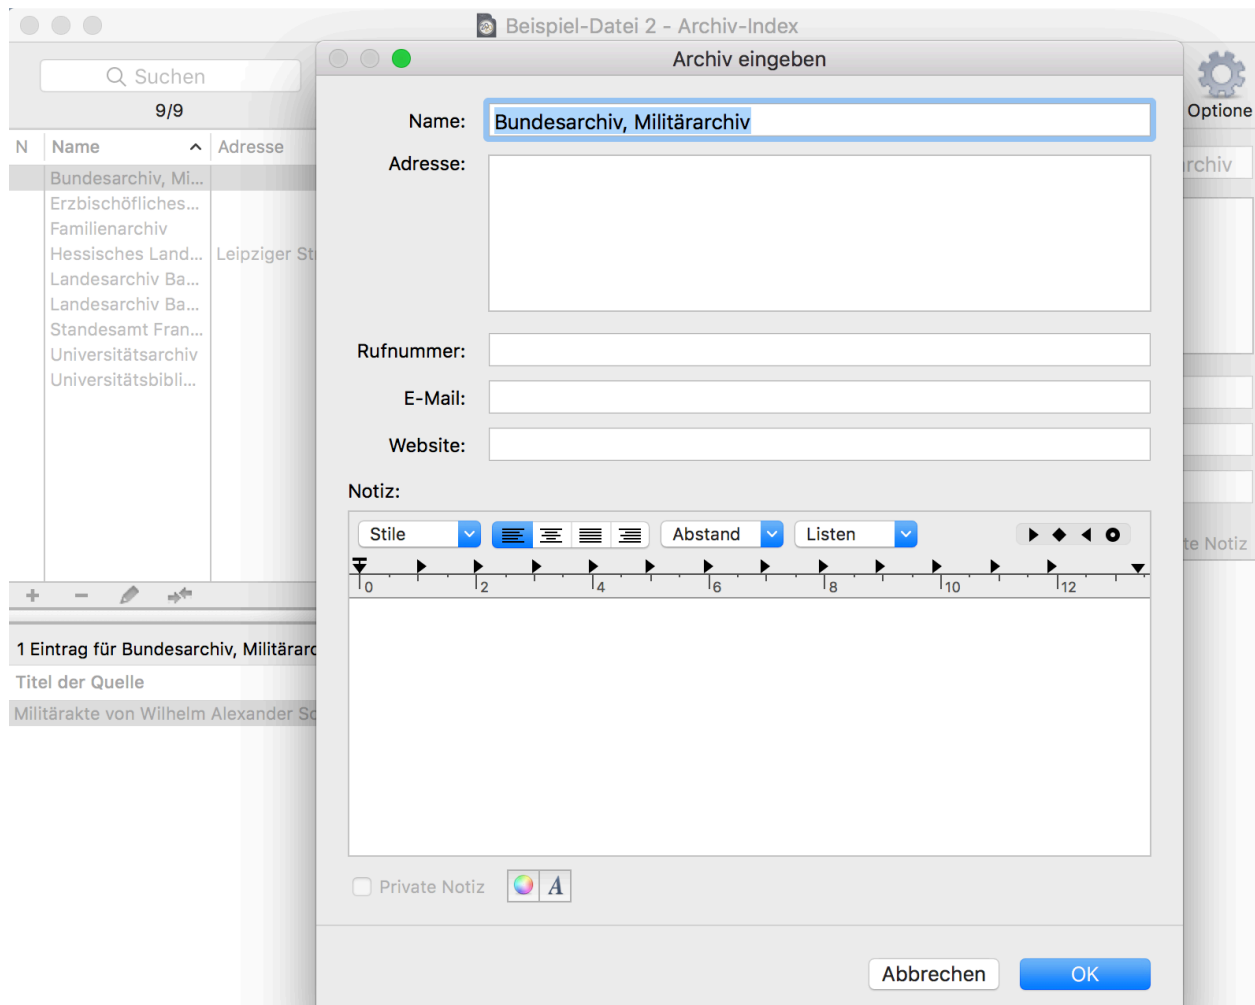 Beispiel-Datei 2 - Archiv-Index
Suchen
9/9
Optione
N Name Adresse
Bundesarchiv, Mi...
Erzbischöfliches...
Familienarchiv
Hessisches Land... Leipziger St
Landesarchiv Ba...
Landesarchiv Ba...
Standesamt Fran...
Universitätsarchiv
Universitätsbibli...
1 Eintrag für Bundesarchiv, Militärarc
Titel der Quelle
Militärakte von Wilhelm Alexander Sc
Archiv eingeben
Name: Bundesarchiv, Militärarchiv
Adresse:
Rufnummer:
E-Mail:
Website:
Notiz:
Stile Abstand Listen
0 2 4 6 8 10 12
Private Notiz A
Abbrechen OK
rchiv
te Notiz